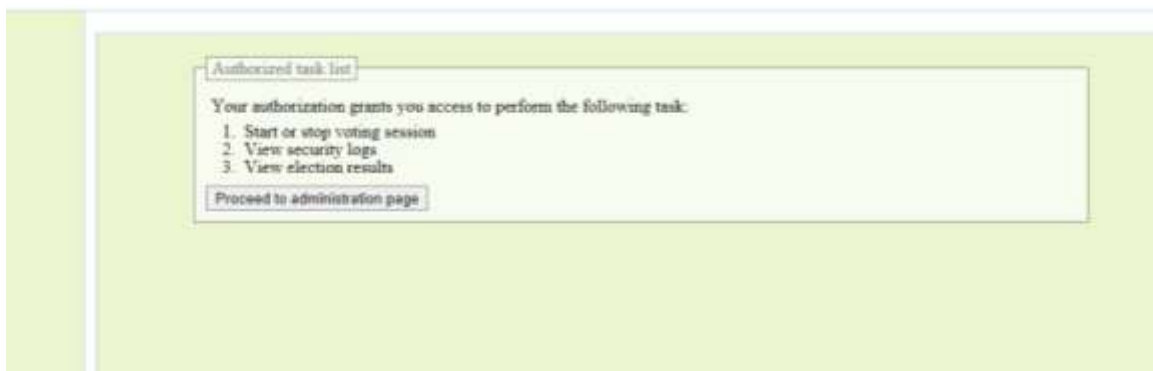 Authorized task list
Your authorization grants you access to perform the following task:
1. Start or stop voting session
2. View security logs
3. View election results
Proceed to administration page